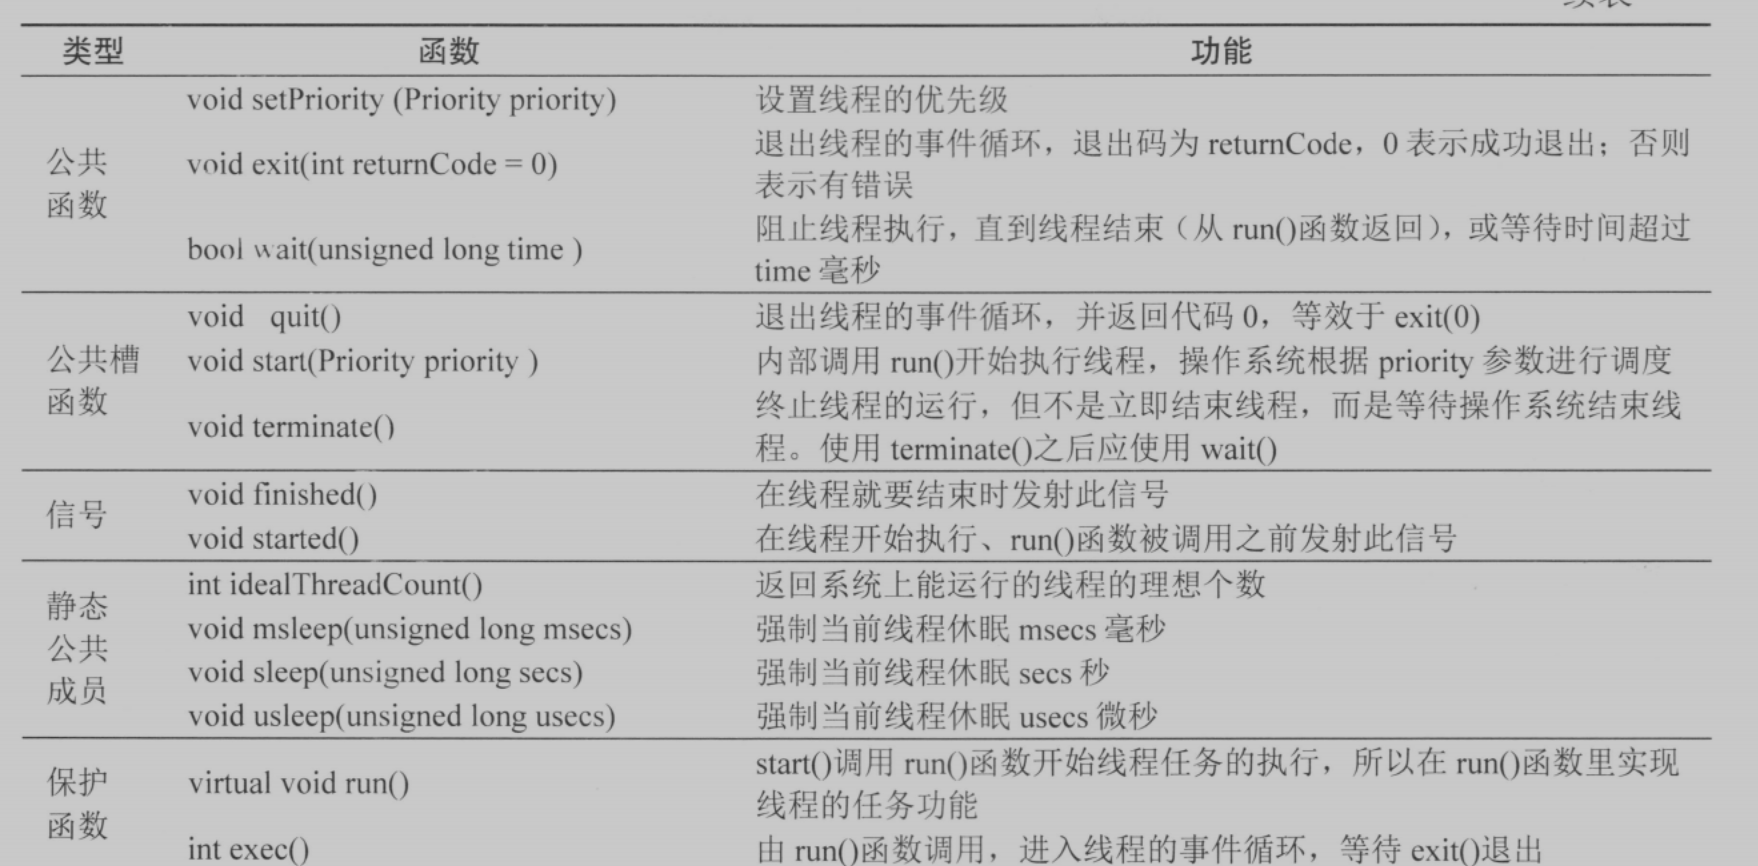 类型 函数 功能
void setPriority (Priority priority) 设置线程的优先级
公共
函数
void exit(int returnCode = 0)
退出线程的事件循环，退出码为 returnCode，0 表示成功退出；否则
表示有错误
bool wait(unsigned long time )
阻止线程执行，直到线程结束（从 run()函数返回），或等待时间超过
time 毫秒
公共槽
函数
void quit() 退出线程的事件循环，并返回代码 0，等效于 exit(0)
void start(Priority priority ) 内部调用 run()开始执行线程，操作系统根据 priority 参数进行调度
void terminate()
终止线程的运行，但不是立即结束线程，而是等待操作系统结束线
程。使用 terminate()之后应使用 wait()
信号
void finished() 在线程就要结束时发射此信号
void started() 在线程开始执行、run()函数被调用之前发射此信号
静态
公共
成员
int idealThreadCount() 返回系统上能运行的线程的理想个数
void msleep(unsigned long msecs) 强制当前线程休眠 msecs 毫秒
void sleep(unsigned long secs) 强制当前线程休眠 secs 秒
void usleep(unsigned long usecs) 强制当前线程休眠 usecs 微秒
保护
函数
virtual void run()
start()调用 run()函数开始线程任务的执行，所以在 run()函数里实现
线程的任务功能
int exec() 由 run()函数调用，进入线程的事件循环，等待 exit()退出